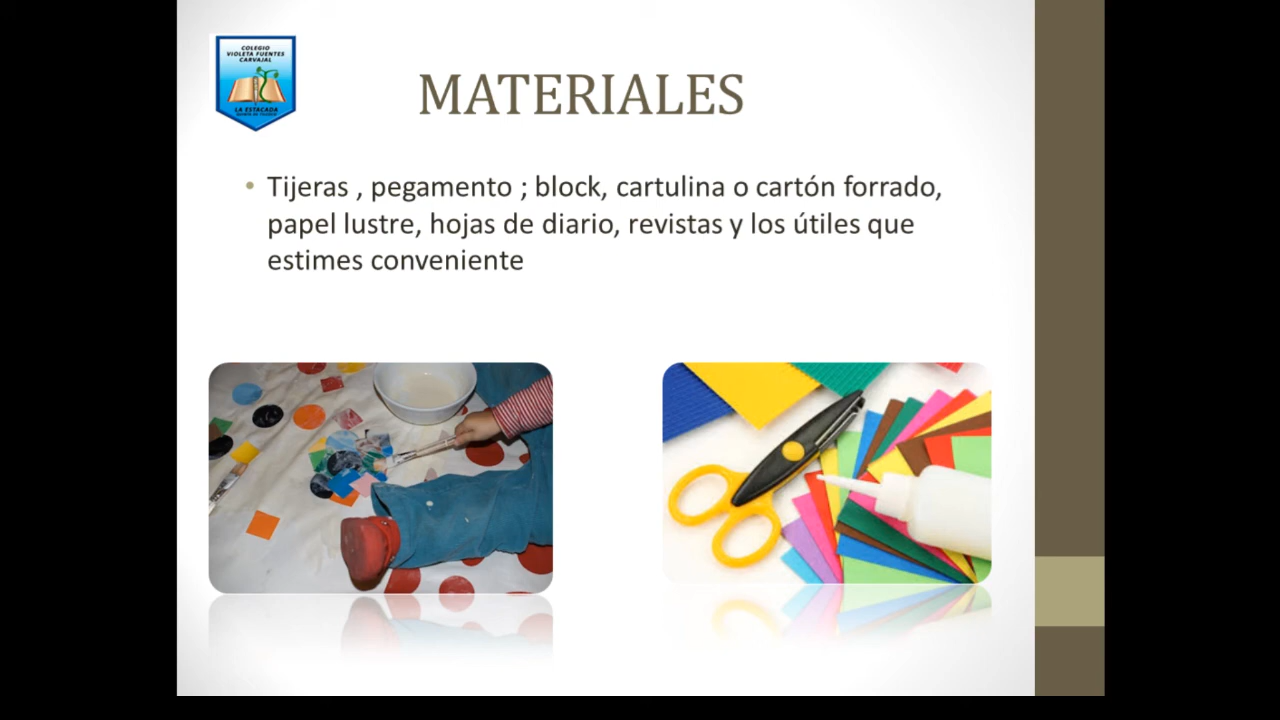 COLEGIO
VIOLETA FUENTES
CARVAJAL
LA ESTACADA
MATERIALES
• Tijeras , pegamento ; block, cartulina o cartón forrado,
papel lustre, hojas de diario, revistas y los útiles que
estimes conveniente